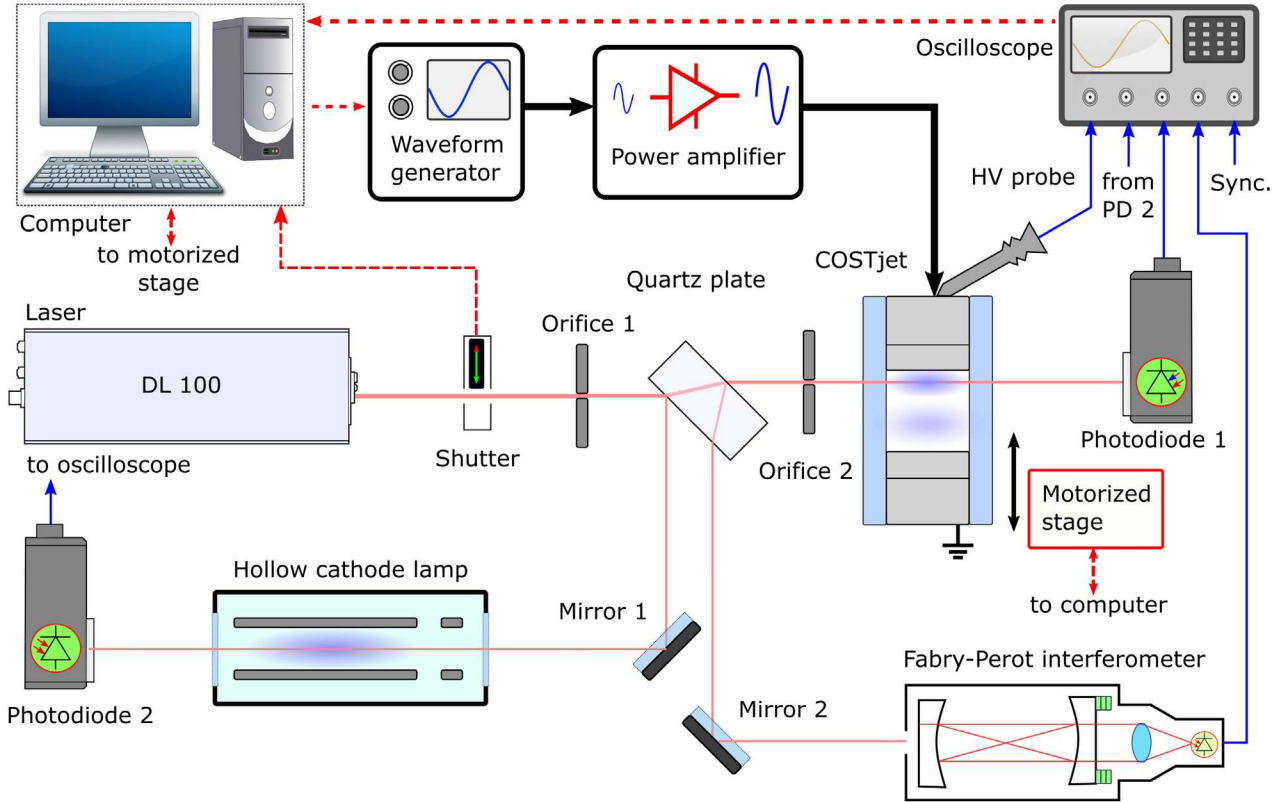 Oscilloscope
Waveform
generator
Power amplifier
HV probe
from
PD 2
Sync.
Computer
to motorized
stage
COSTjet
Quartz plate
Laser
Orifice 1
DL 100
Shutter
Orifice 2
Photodiode 1
to oscilloscope
Motorized
stage
Hollow cathode lamp
Mirror 1
to computer
Fabry-Perot interferometer
Photodiode 2
Mirror 2